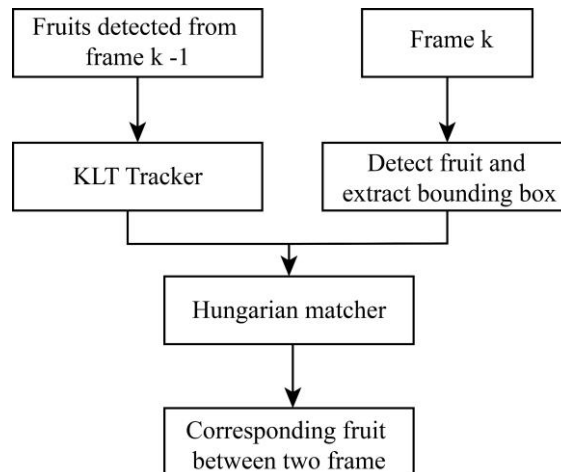 Fruits detected from
frame k -1
Frame k
KLT Tracker
Detect fruit and
extract bounding box
Hungarian matcher
Corresponding fruit
between two frame